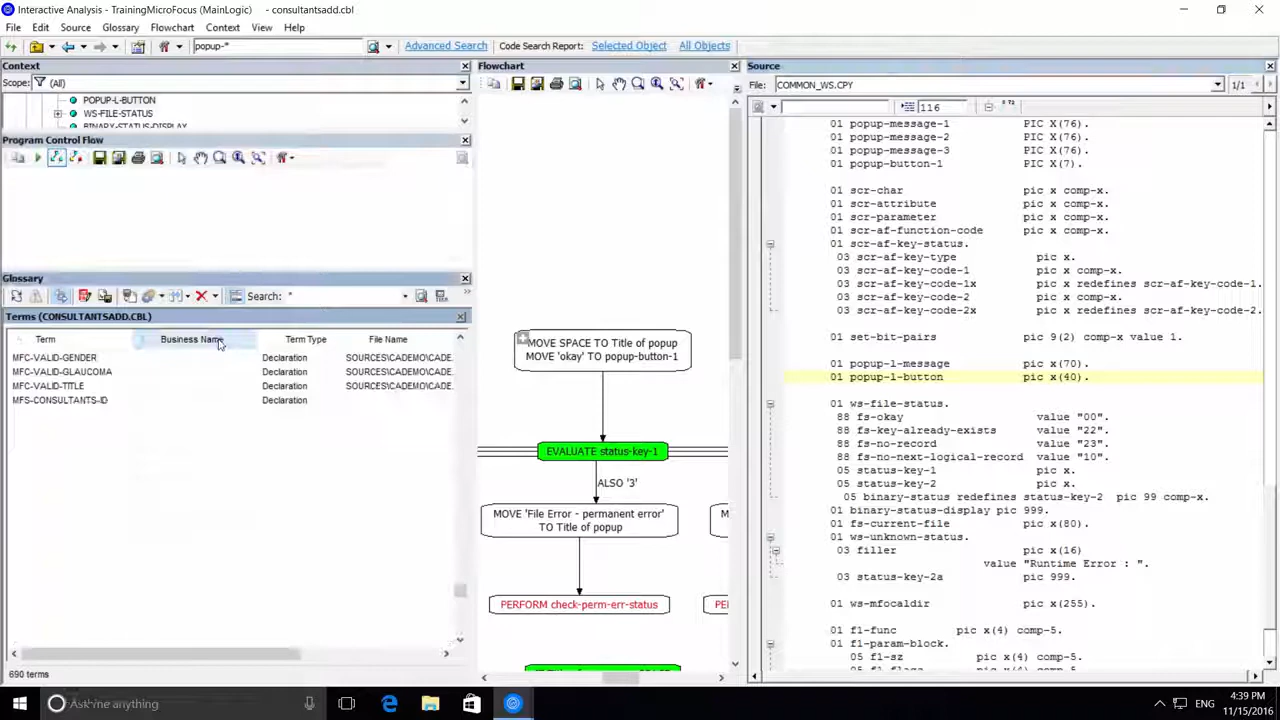 Interactive Analysis - TrainingMicroFocus (MainLogic) - consultantsadd.cbl
File Edit Source Glossary Flowchart Context View Help
popup-* Advanced Search Code Search Report: Selected Object All Objects
Context
Scope: (All)
POPUP-L-BUTTON
WS-FILE-STATUS
BINARY-STATUS-DISPLAY
Program Control Flow
Glossary
Search: *
Terms (CONSULTANTSADD.CBL)
Term Business Name Term Type File Name
MFC-VALID-GENDER Declaration SOURCES\CADEMO\CADE.
MFC-VALID-GLAUCOMA Declaration SOURCES\CADEMO\CADE.
MFC-VALID-TITLE Declaration SOURCES\CADEMO\CADE.
MFS-CONSULTANTS-ID Declaration
690 terms
Flowchart
MOVE SPACE TO Title of popup
MOVE 'okay' TO popup-button-1
EVALUATE status-key-1
ALSO '3'
MOVE 'File Error - permanent error'
TO Title of popup
PERFORM check-perm-err-status
Source
File: COMMON_WS.CPY 1/1
116
01 popup-message-1 PIC X(76).
01 popup-message-2 PIC X(76).
01 popup-message-3 PIC X(76).
01 popup-button-1 PIC X(7).
01 scr-char pic x comp-x.
01 scr-attribute pic x comp-x.
01 scr-parameter pic x comp-x.
01 scr-af-function-code pic x comp-x.
01 scr-af-key-status.
03 scr-af-key-type pic x.
03 scr-af-key-code-1 pic x comp-x.
03 scr-af-key-code-1x pic x redefines scr-af-key-code-1.
03 scr-af-key-code-2 pic x comp-x.
03 scr-af-key-code-2x pic x redefines scr-af-key-code-2.
01 set-bit-pairs pic 9(2) comp-x value 1.
01 popup-l-message pic x(70).
01 popup-l-button pic x(40).
01 ws-file-status.
88 fs-okay value "00".
88 fs-key-already-exists value "22".
88 fs-no-record value "23".
88 fs-no-next-logical-record value "10".
05 status-key-1 pic x.
05 status-key-2 pic x.
05 binary-status redefines status-key-2 pic 99 comp-x.
01 binary-status-display pic 999.
01 fs-current-file pic x(80).
01 ws-unknown-status.
03 filler pic x(16)
value "Runtime Error : ".
03 status-key-2a pic 999.
01 ws-mfocaldir pic x(255).
01 f1-func pic x(4) comp-5.
01 f1-param-block.
05 f1-sz pic x(4) comp-5.
Ask me anything
ENG
4:39 PM
11/15/2016